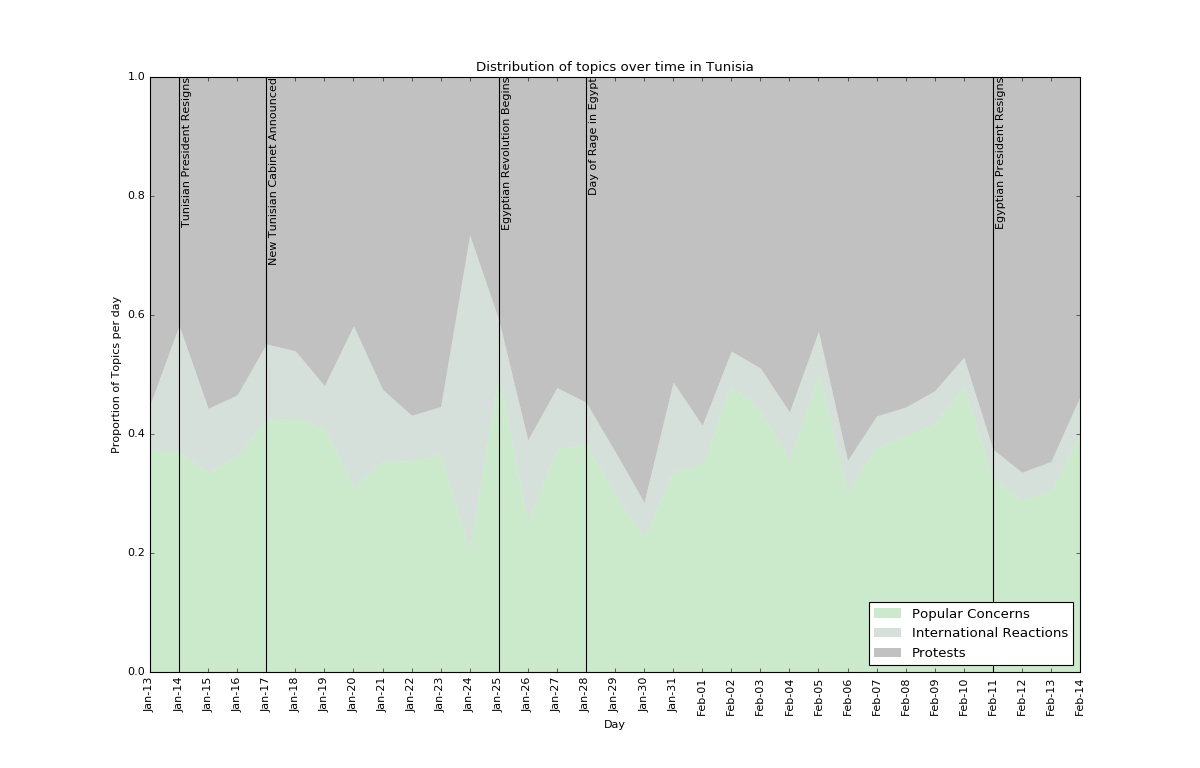 Distribution of topics over time in Tunisia
Proportion of Topics per day
1.0
0.8
0.6
0.4
0.2
0.0
Tunisian President Resigns
New Tunisian Cabinet Announced
Egyptian Revolution Begins
Day of Rage in Egypt
Egyptian President Resigns
Popular Concerns
International Reactions
Protests
Jan-13
Jan-14
Jan-15
Jan-16
Jan-17
Jan-18
Jan-19
Jan-20
Jan-21
Jan-22
Jan-23
Jan-24
Jan-25
Jan-26
Jan-27
Jan-28
Jan-29
Jan-30
Jan-31
Feb-01
Feb-02
Feb-03
Feb-04
Feb-05
Feb-06
Feb-07
Feb-08
Feb-09
Feb-10
Feb-11
Feb-12
Feb-13
Feb-14
Day